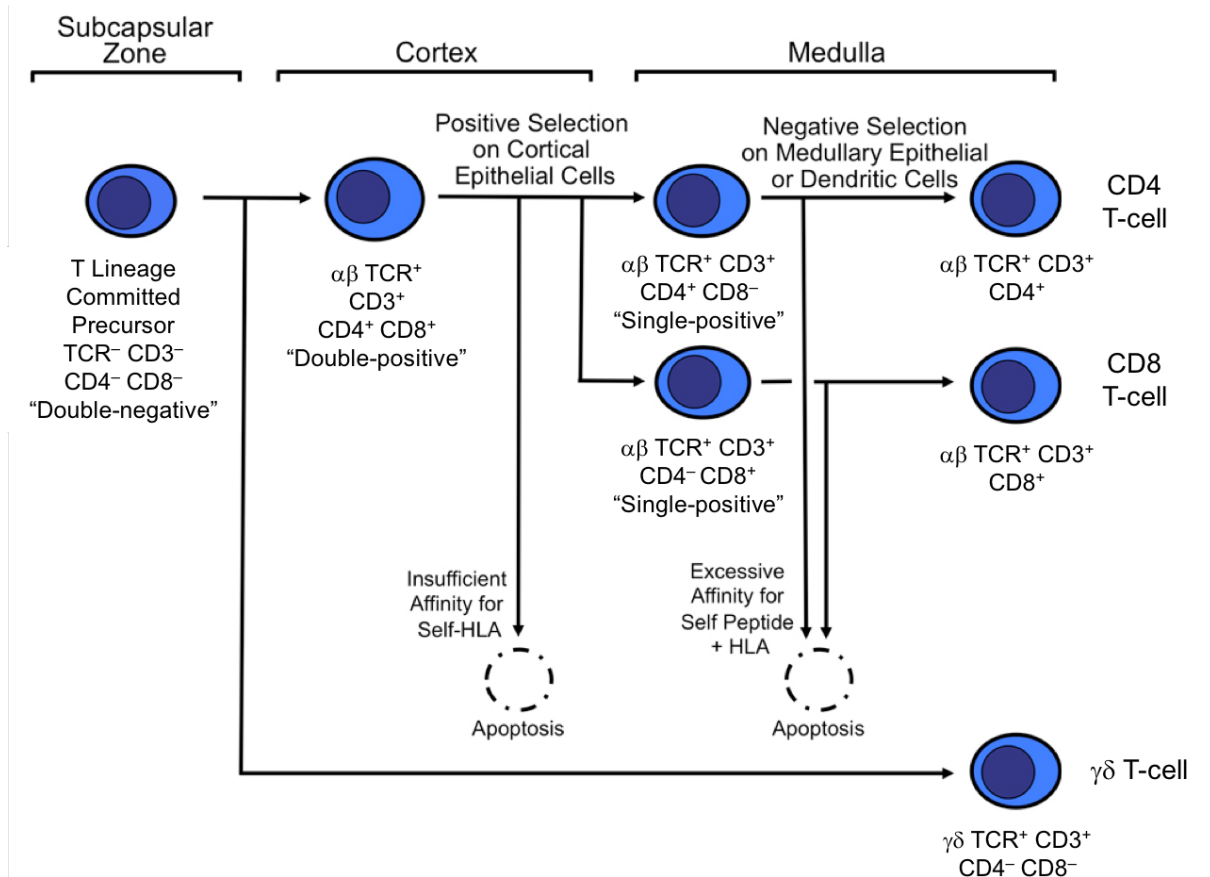 Subcapsular
Zone
Cortex
Medulla
Positive Selection
on Cortical
Epithelial Cells
Negative Selection
on Medullary Epithelial
or Dendritic Cells
T Lineage
Committed
Precursor
TCR⁻ CD3⁻
CD4⁻ CD8⁻
“Double-negative”
αβ TCR⁺
CD3⁺
CD4⁺ CD8⁺
“Double-positive”
αβ TCR⁺ CD3⁺
CD4⁺ CD8⁻
“Single-positive”
αβ TCR⁺ CD3⁺
CD4⁺
CD4
T-cell
αβ TCR⁺ CD3⁺
CD4⁻ CD8⁺
“Single-positive”
αβ TCR⁺ CD3⁺
CD8⁺
CD8
T-cell
Insufficient
Affinity for
Self-HLA
Apoptosis
Excessive
Affinity for
Self Peptide
+ HLA
Apoptosis
γδ T-cell
γδ TCR⁺ CD3⁺
CD4⁻ CD8⁻